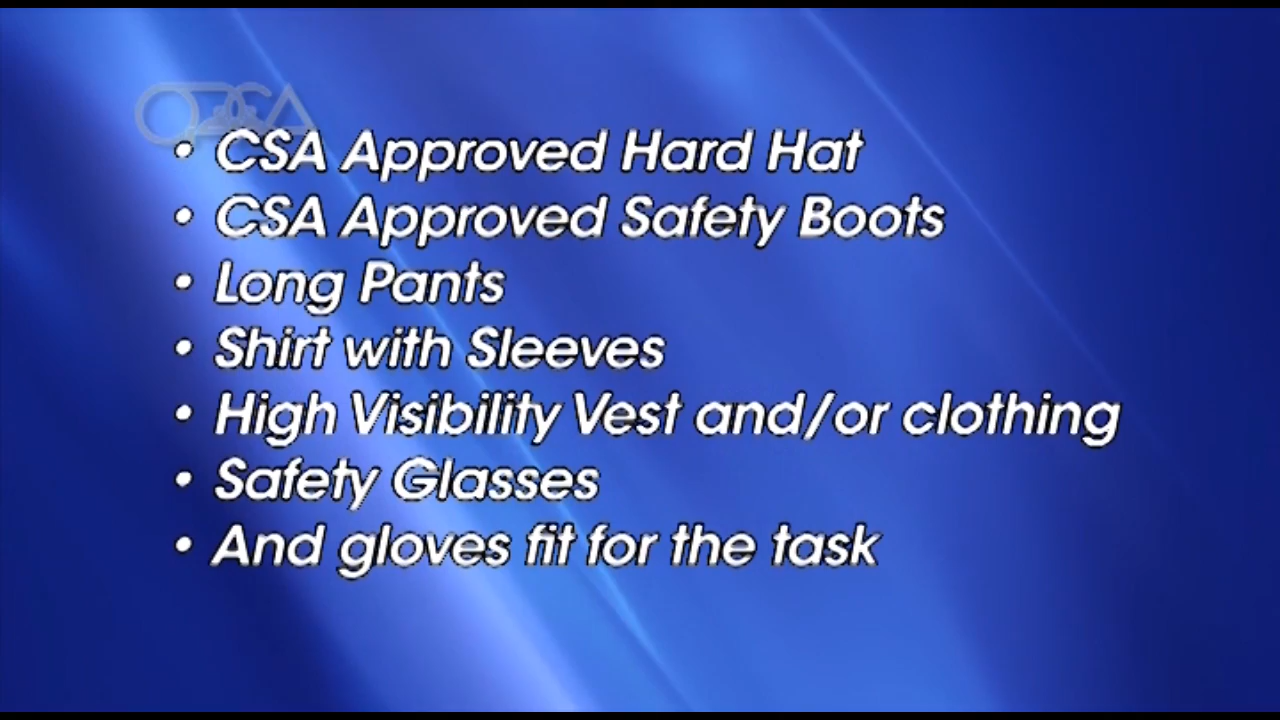 • CSA Approved Hard Hat
• CSA Approved Safety Boots
• Long Pants
• Shirt with Sleeves
• High Visibility Vest and/or clothing
• Safety Glasses
• And gloves fit for the task